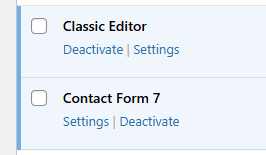 Classic Editor
Deactivate | Settings
Contact Form 7
Settings | Deactivate